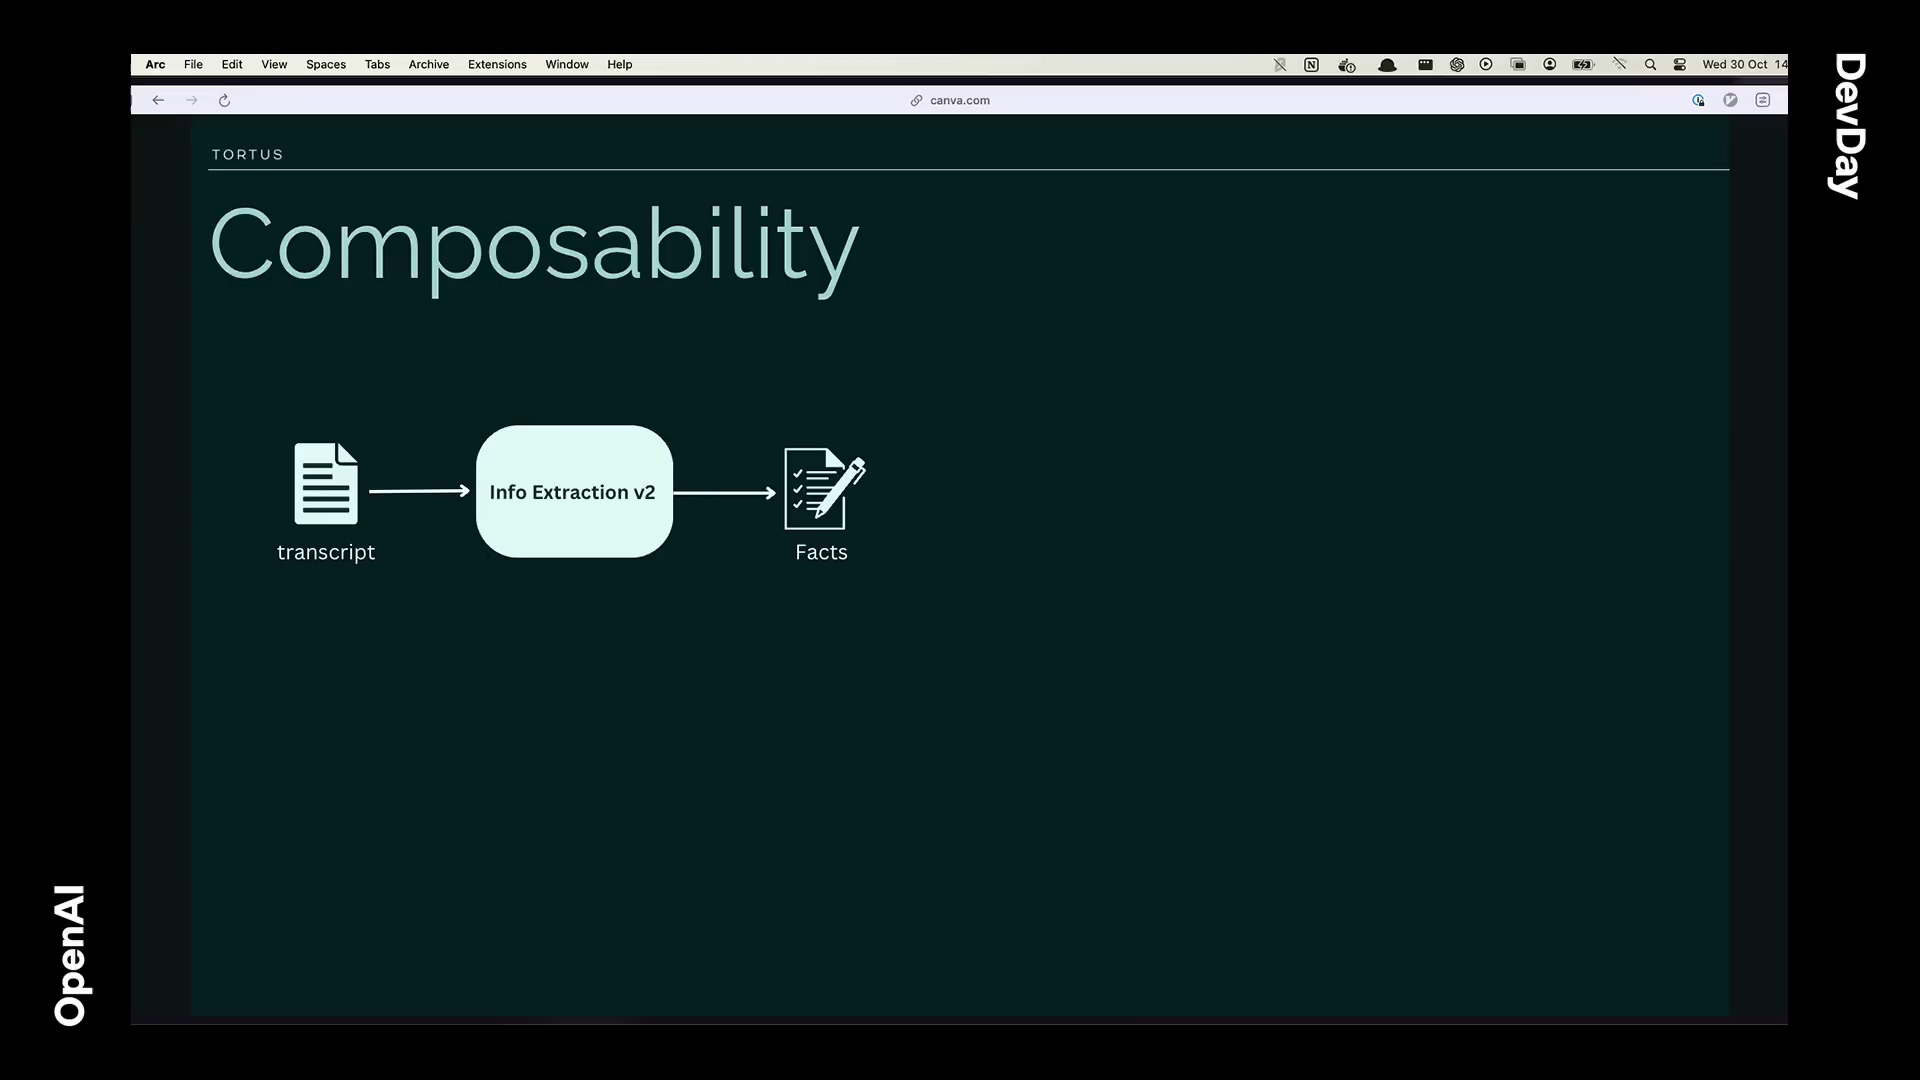 Arc File Edit View Spaces Tabs Archive Extensions Window Help Wed 30 Oct 14
canva.com
TORTUS
Composability
Info Extraction v2
transcript
Facts
DevDay
OpenAI